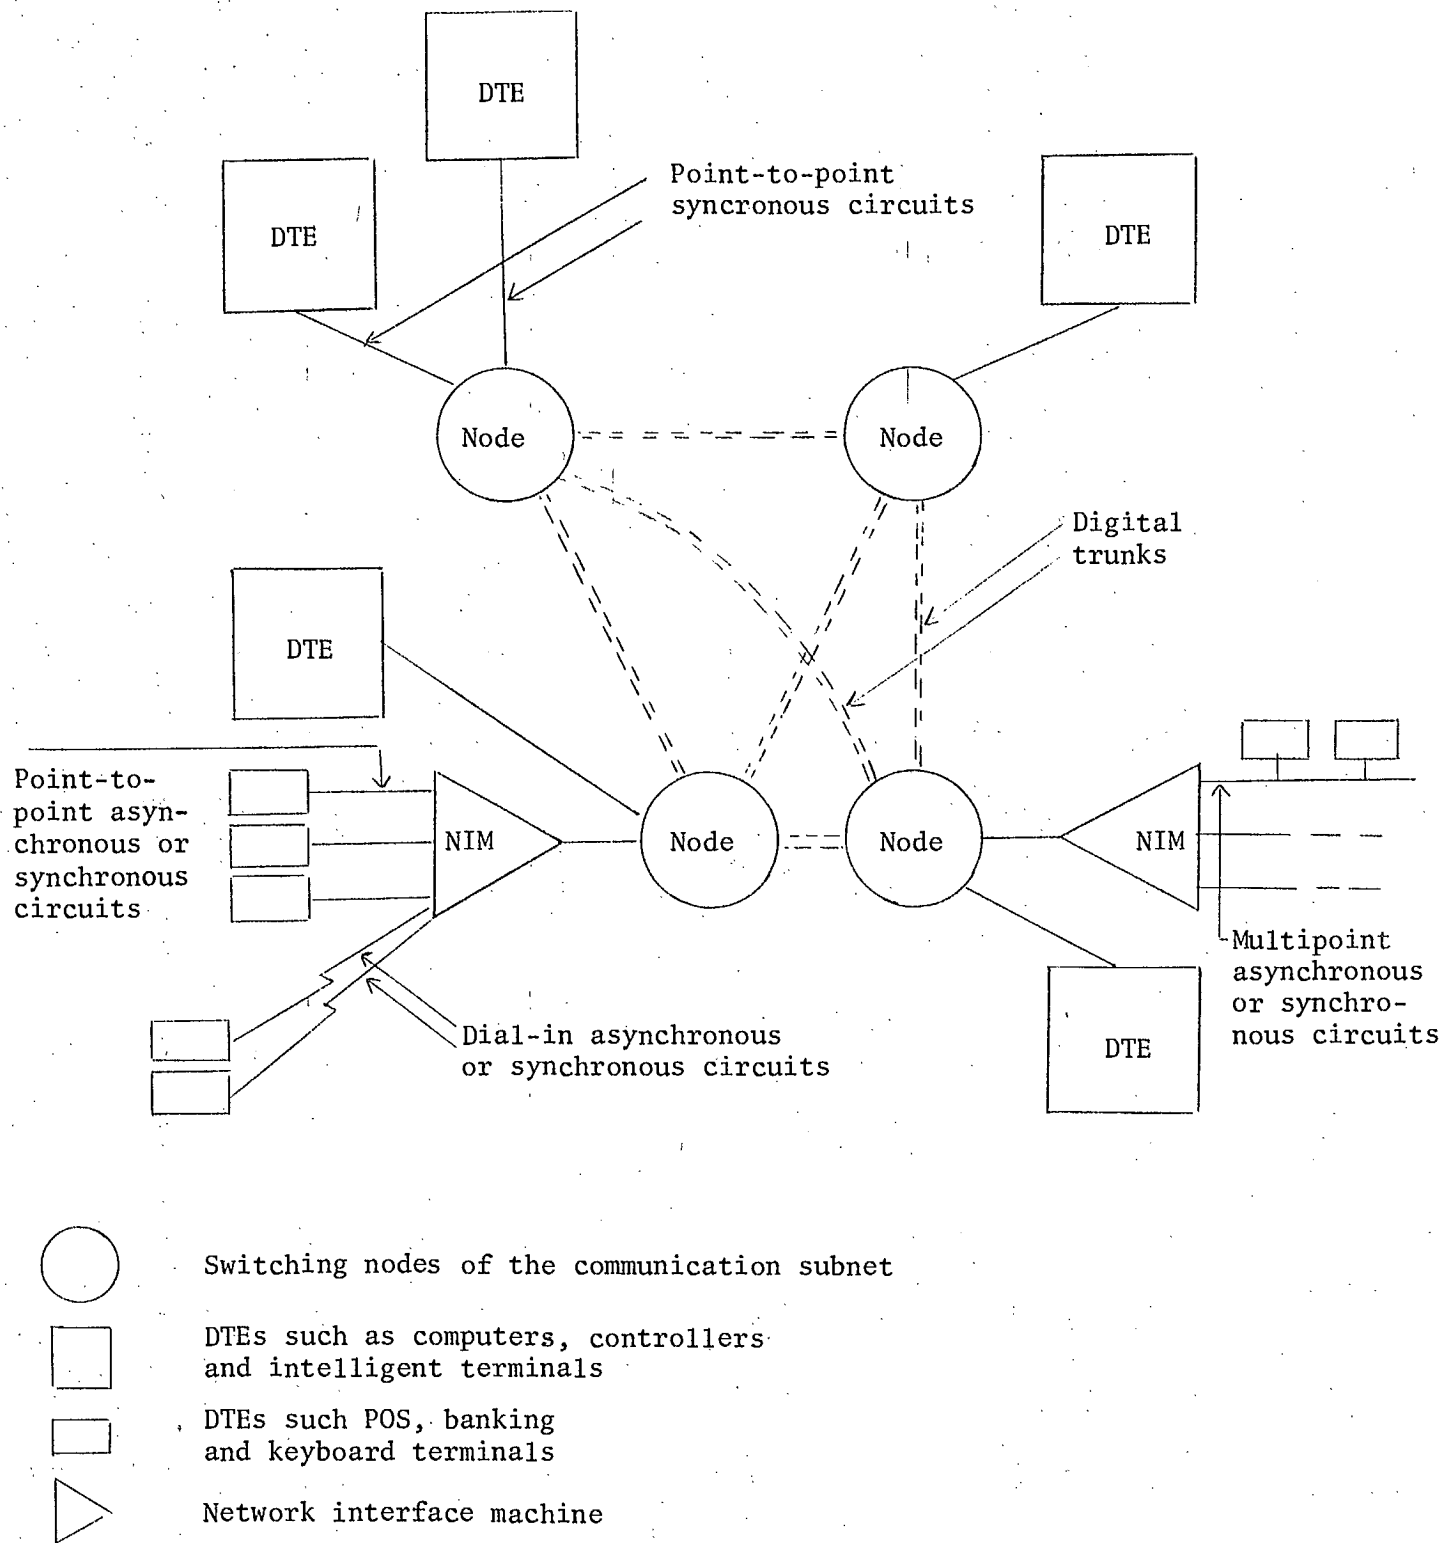 DTE
Point-to-point
syncronous circuits
DTE
DTE
Node
Node
Digital
trunks
DTE
Point-to-
point asyn-
chronous or
synchronous
circuits
NIM
Node
Node
NIM
Multipoint
asynchronous
or synchro-
nous circuits
Dial-in asynchronous
or synchronous circuits
DTE
Switching nodes of the communication subnet
DTEs such as computers, controllers
and intelligent terminals
DTEs such POS, banking
and keyboard terminals
Network interface machine